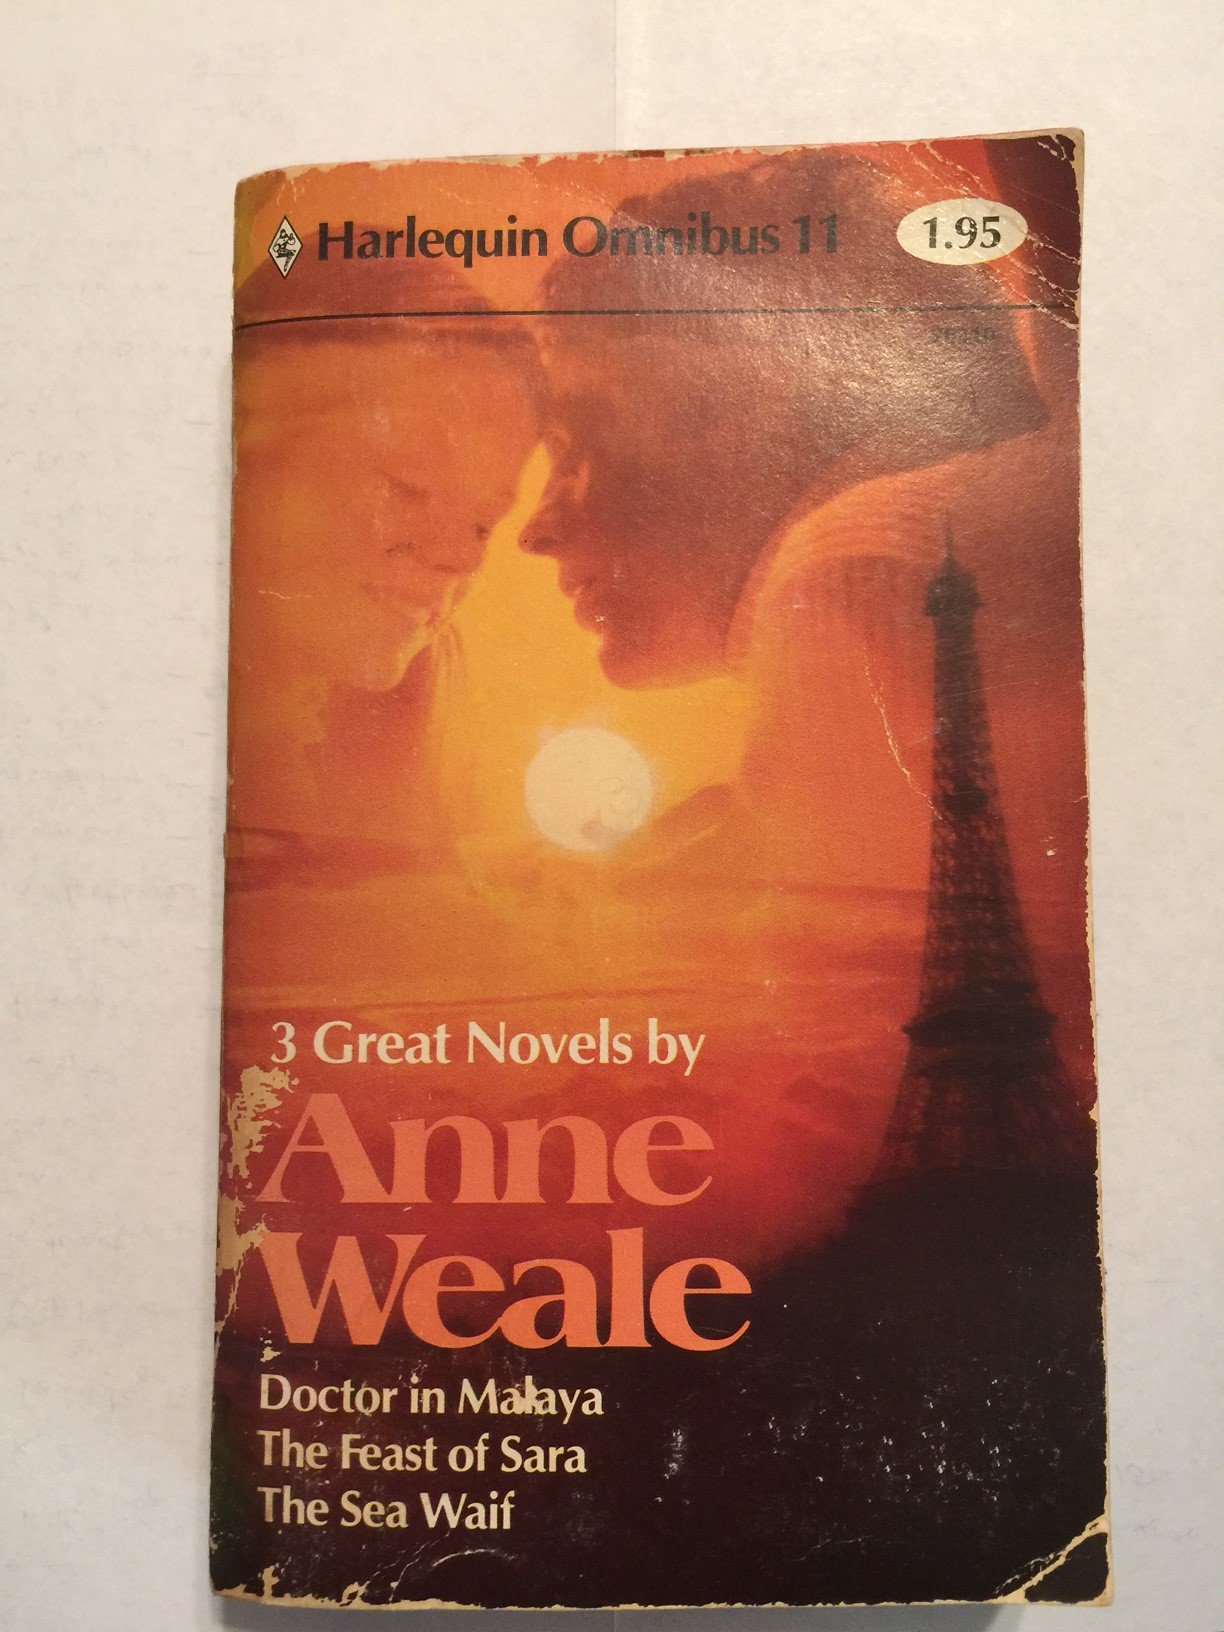 Harlequin Omnibus 11
1.95
3 Great Novels by
Anne
Weale
Doctor in Malaya
The Feast of Sara
The Sea Waif